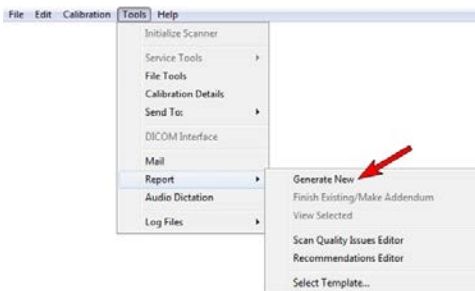 File Edit Calibration Tools Help
Initialize Scanner
Service Tools
File Tools
Calibration Details
Send To:
DICOM Interface
Mail
Report
Audio Dictation
Log Files
Generate New
Finish Existing/Make Addendum
View Selected
Scan Quality Issues Editor
Recommendations Editor
Select Template...